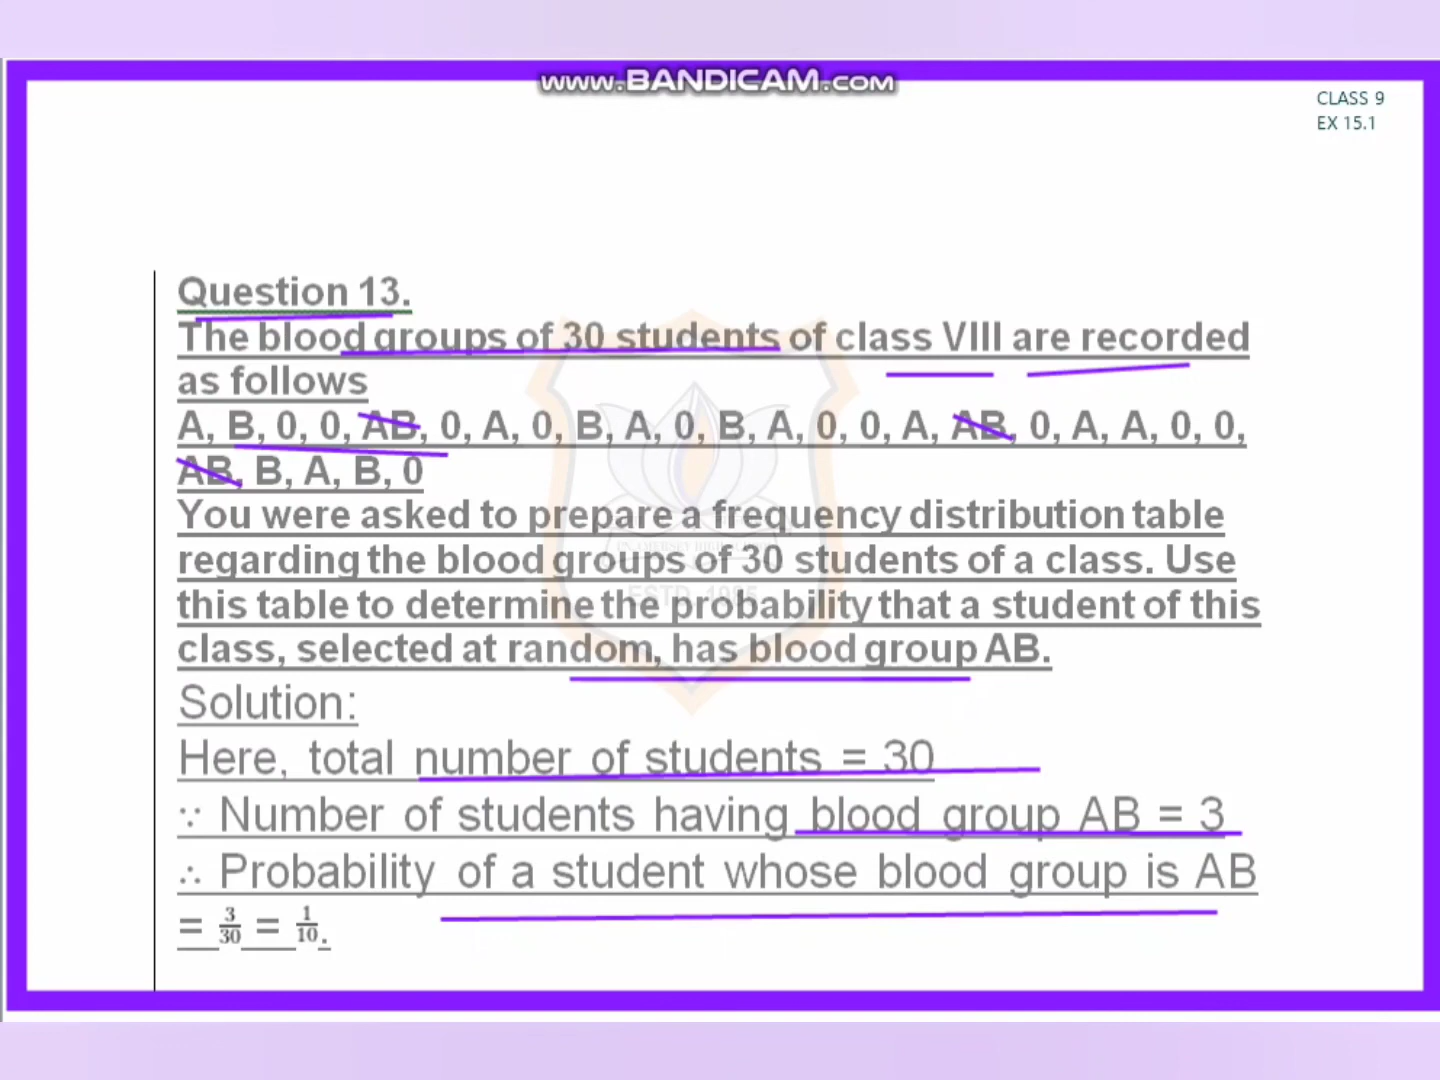 www.BANDICAM.com
CLASS 9
EX 15.1
Question 13.
The blood groups of 30 students of class VIII are recorded
as follows
A, B, 0, 0, AB, 0, A, 0, B, A, 0, B, A, 0, 0, A, AB, 0, A, A, 0, 0,
AB, B, A, B, 0
You were asked to prepare a frequency distribution table
regarding the blood groups of 30 students of a class. Use
this table to determine the probability that a student of this
class, selected at random, has blood group AB.
Solution:
Here, total number of students = 30
∵ Number of students having blood group AB = 3
∴ Probability of a student whose blood group is AB
= 3/30 = 1/10.
ESTD. 1985